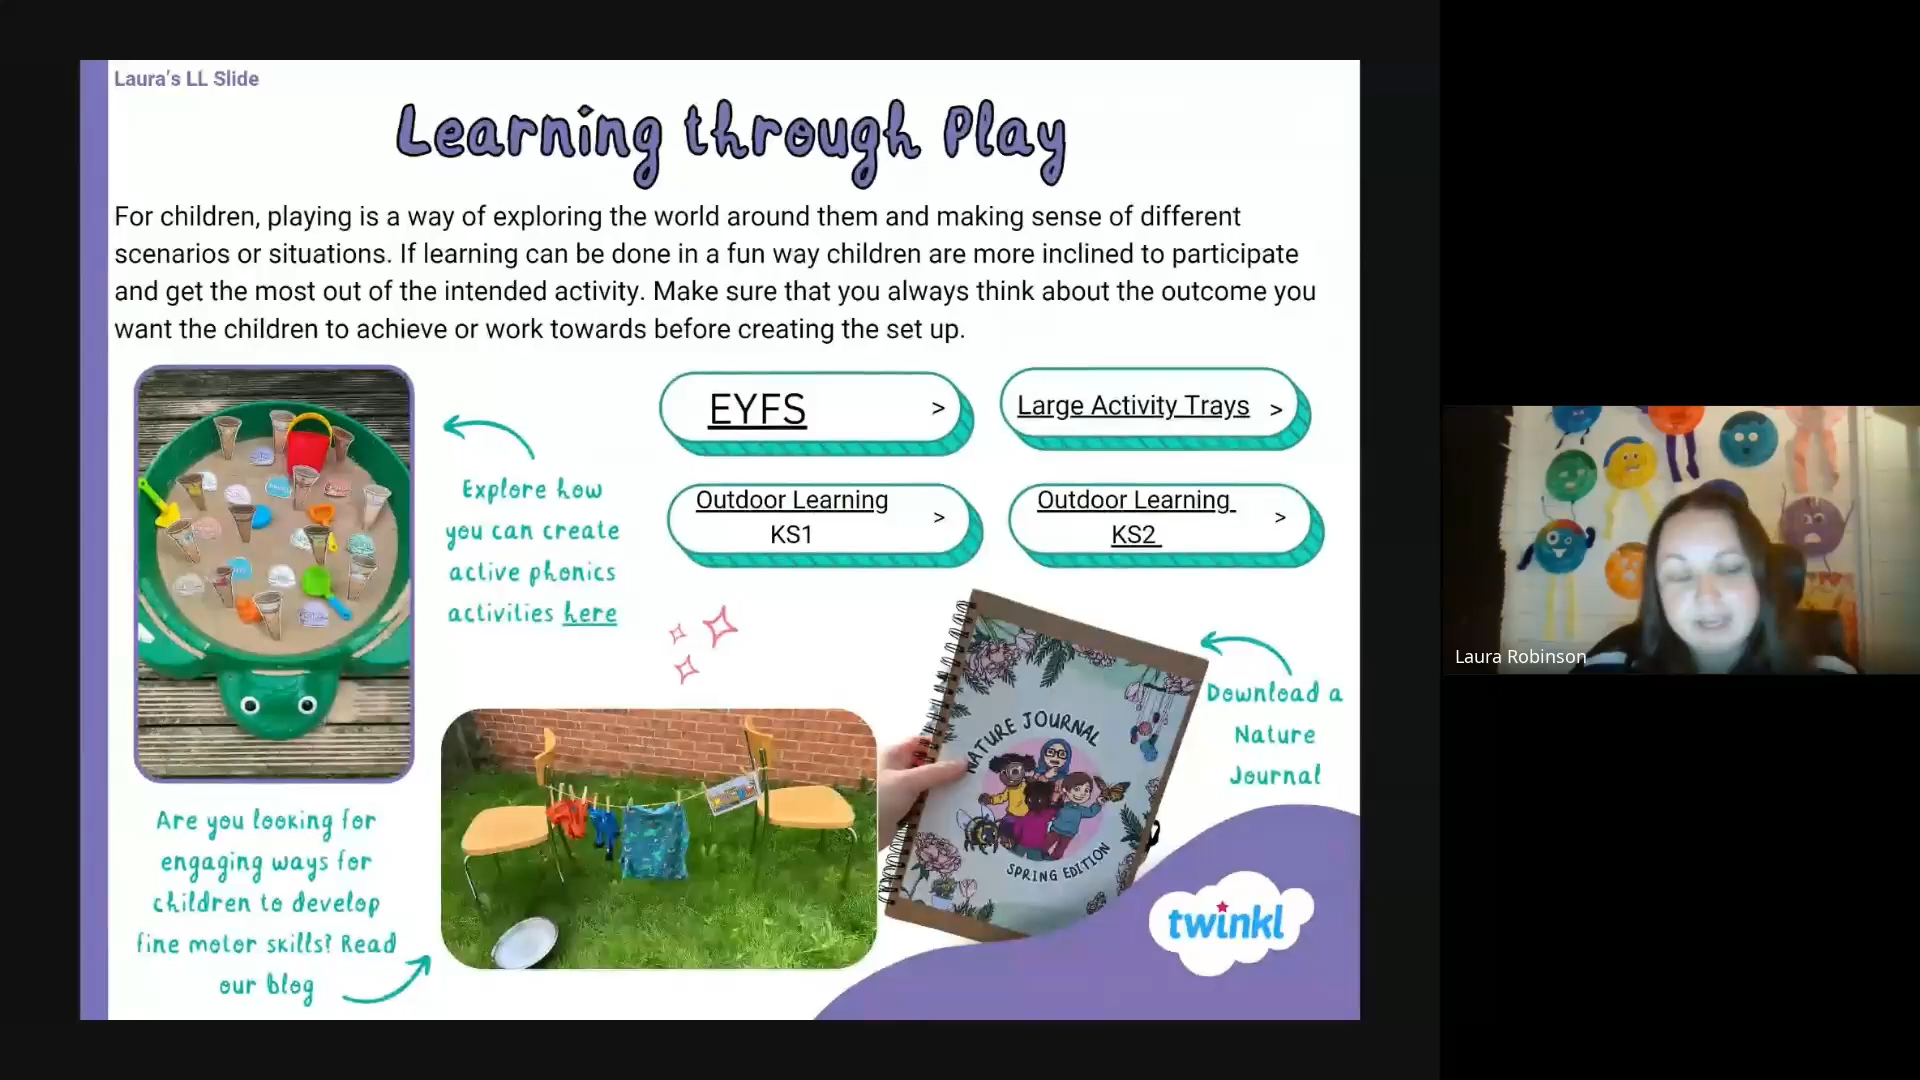 Laura's LL Slide
Learning through Play
For children, playing is a way of exploring the world around them and making sense of different
scenarios or situations. If learning can be done in a fun way children are more inclined to participate
and get the most out of the intended activity. Make sure that you always think about the outcome you
want the children to achieve or work towards before creating the set up.
EYFS >
Large Activity Trays >
Outdoor Learning
KS1 >
Outdoor Learning
KS2 >
Explore how
you can create
active phonics
activities here
Are you looking for
engaging ways for
children to develop
fine motor skills? Read
our blog
NATURE JOURNAL
SPRING EDITION
Download a
Nature
Journal
twinkl
Laura Robinson